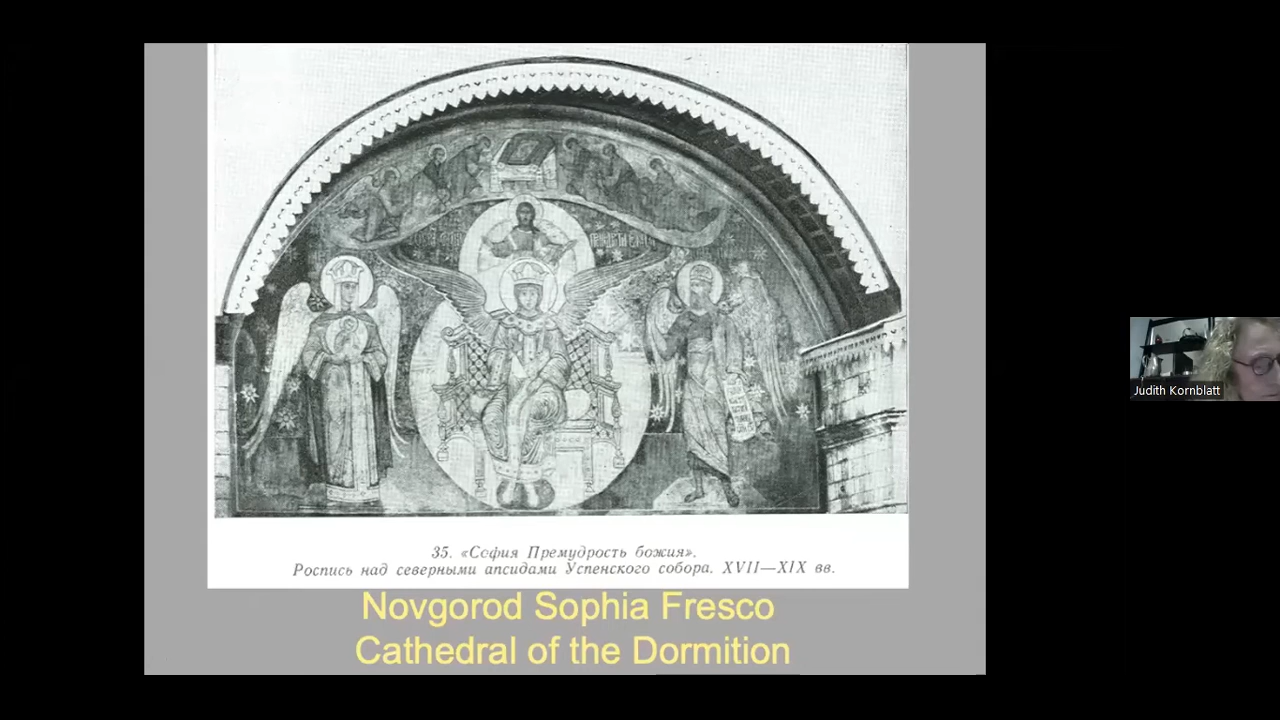 35. «София Премудрость божия».
Роспись над северными апсидами Успенского собора. XVII—XIX вв.
Novgorod Sophia Fresco
Cathedral of the Dormition
Judith Kornblatt